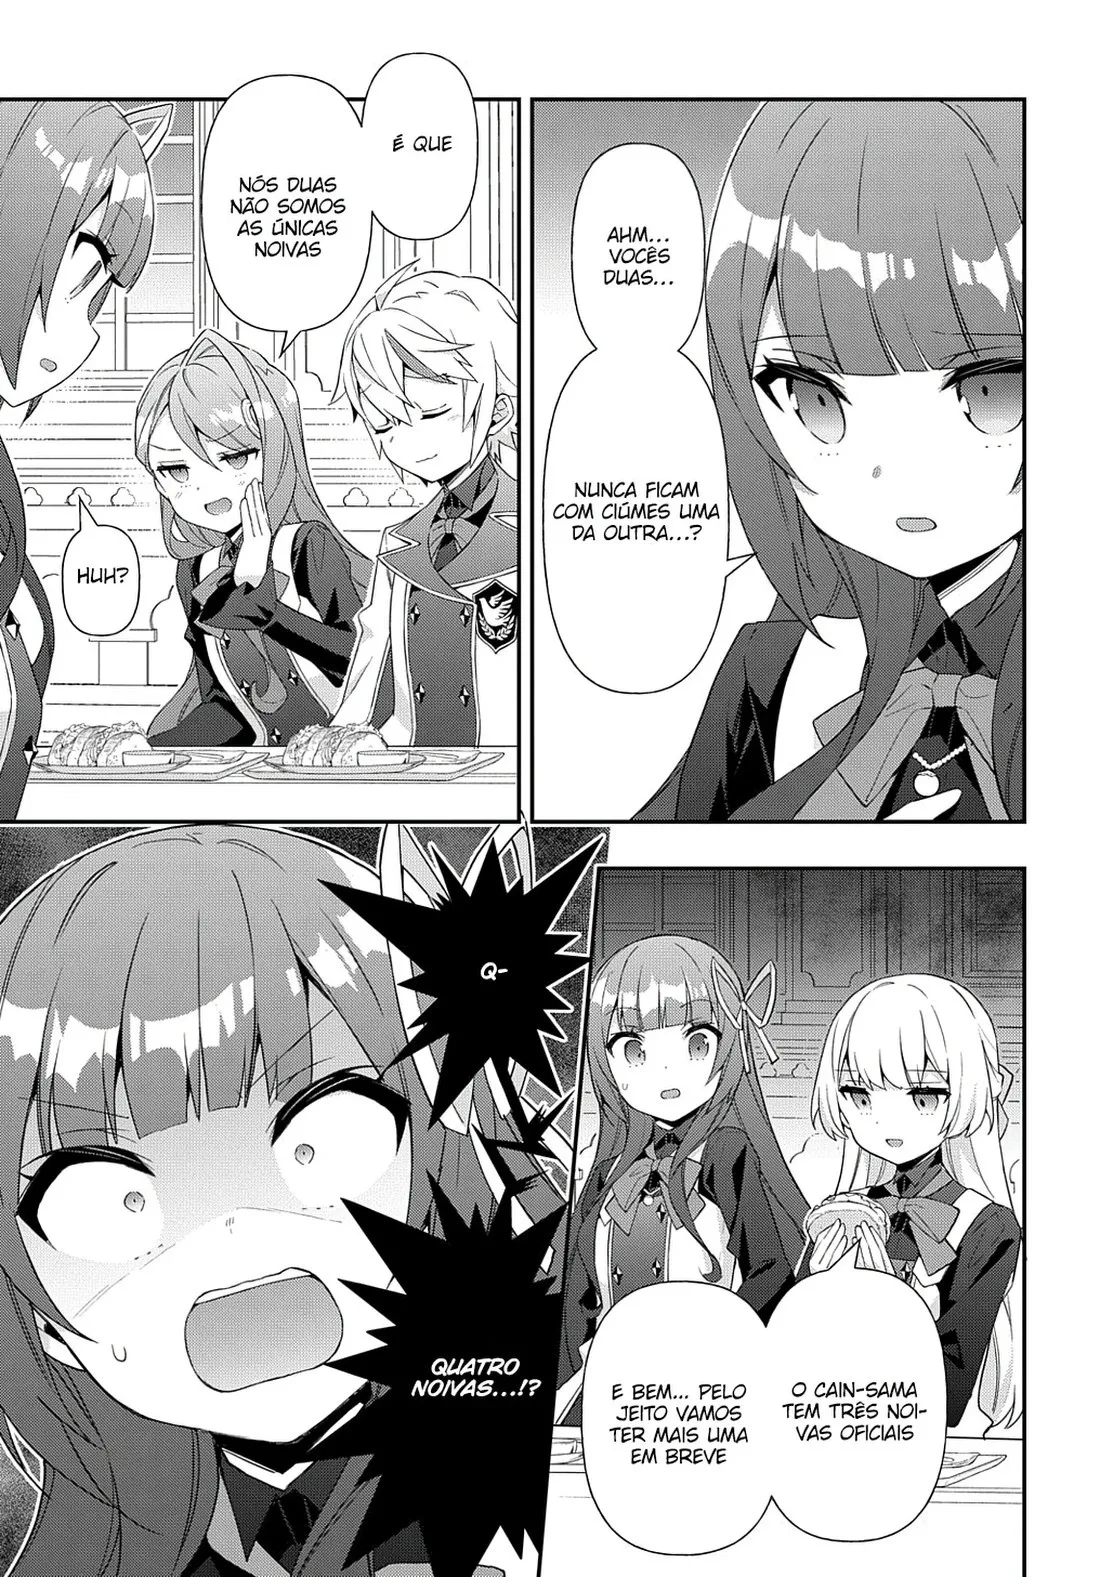 AHM...
VOCÊS
DUAS...
NUNCA FICAM
COM CIÚMES UMA
DA OUTRA...?
É QUE
NÓS DUAS
NÃO SOMOS
AS ÚNICAS
NOIVAS
HUH?
O CAIN-SAMA
TEM TRÊS NOI-
VAS OFICIAIS
E BEM... PELO
JEITO VAMOS
TER MAIS UMA
EM BREVE
Q-
QUATRO
NOIVAS...!?